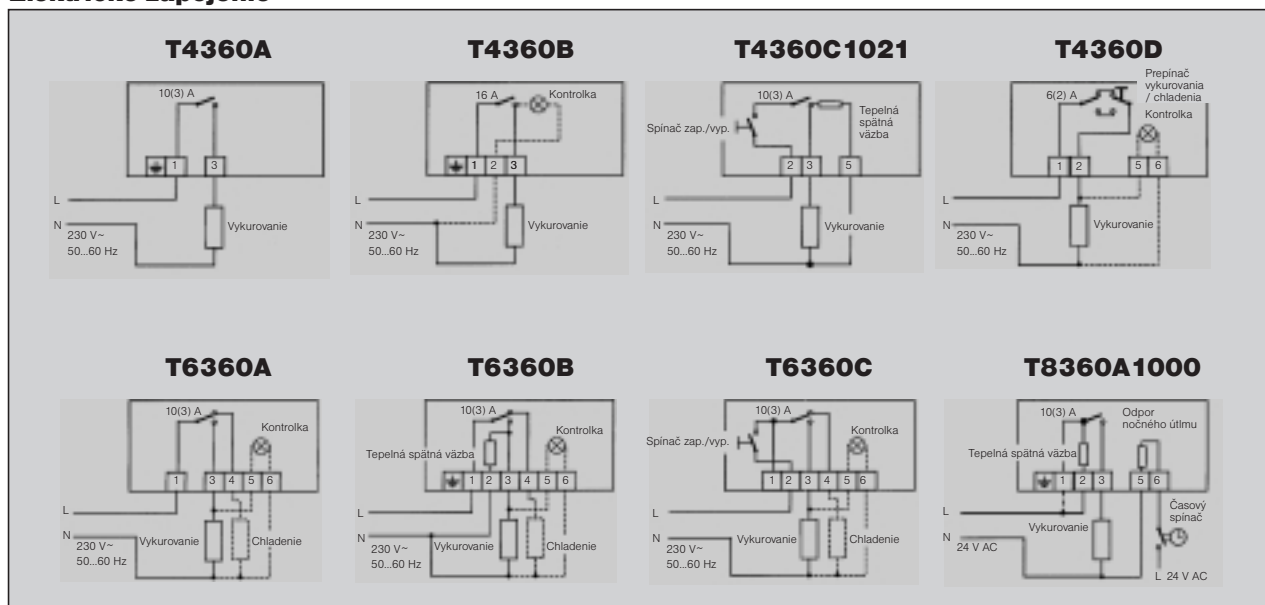 T4360A
10(3) A
1
3
L
N
230 V~
50...60 Hz
Vykurovanie
T4360B
16 A
Kontrolka
1 2 3
L
N
230 V~
50...60 Hz
Vykurovanie
T4360C1021
10(3) A
Spínač zap./vyp.
Tepelná
spätná
väzba
2 3 5
L
N
230 V~
50...60 Hz
Vykurovanie
T4360D
Prepínač
vykurovania
/ chladenia
6(2) A
Kontrolka
1 2 5 6
L
N
230 V~
50...60 Hz
Vykurovanie
T6360A
10(3) A
Kontrolka
1 3 4 5 6
L
N
230 V~
50...60 Hz
Vykurovanie
Chladenie
T6360B
10(3) A
Kontrolka
Tepelná spätná väzba
1 2 3 4 5 6
L
N
230 V~
50...60 Hz
Vykurovanie
Chladenie
T6360C
10(3) A
Spínač zap./vyp.
Kontrolka
1 2 3 4 5 6
L
N
230 V~
50...60 Hz
Vykurovanie
Chladenie
T8360A1000
10(3) A
Odpor
nočného útlmu
Tepelná spätná väzba
1 2 3 5 6
L
N
24 V AC
Vykurovanie
Časový
spínač
L 24 V AC